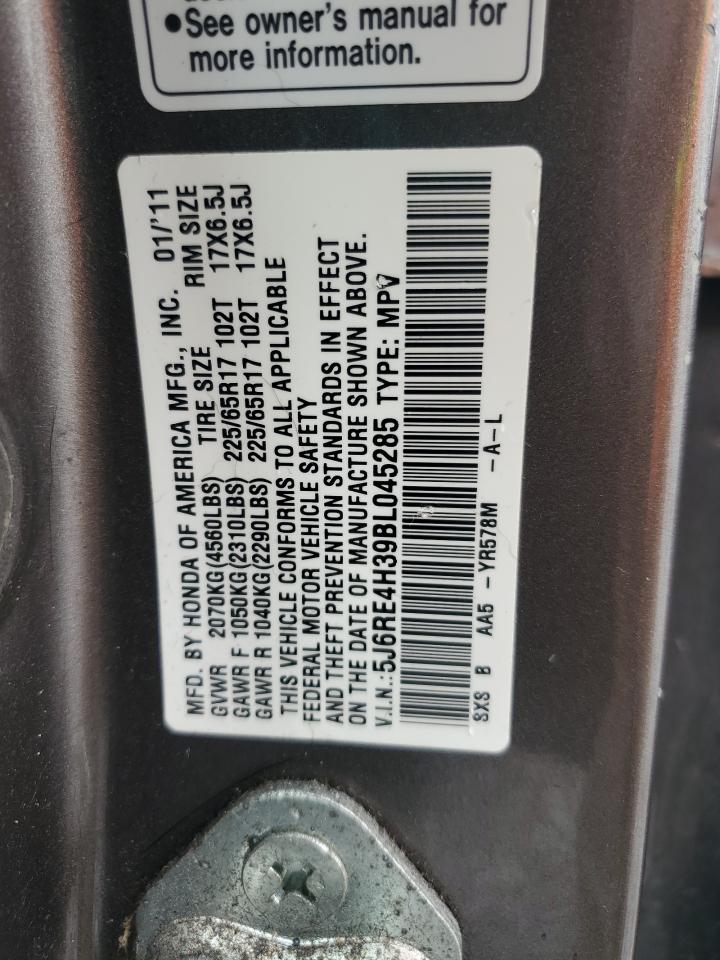 •See owner's manual for
more information.
MFD. BY HONDA OF AMERICA MFG., INC. 01/'11
GVWR 2070KG(4560LBS) TIRE SIZE RIM SIZE
GAWR F 1050KG(2310LBS) 225/65R17 102T 17X6.5J
GAWR R 1040KG(2290LBS) 225/65R17 102T 17X6.5J
THIS VEHICLE CONFORMS TO ALL APPLICABLE
FEDERAL MOTOR VEHICLE SAFETY
AND THEFT PREVENTION STANDARDS IN EFFECT
ON THE DATE OF MANUFACTURE SHOWN ABOVE.
V.I.N.:5J6RE4H39BL045285 TYPE: MPV
SXS B AA5 -YR578M -A-L